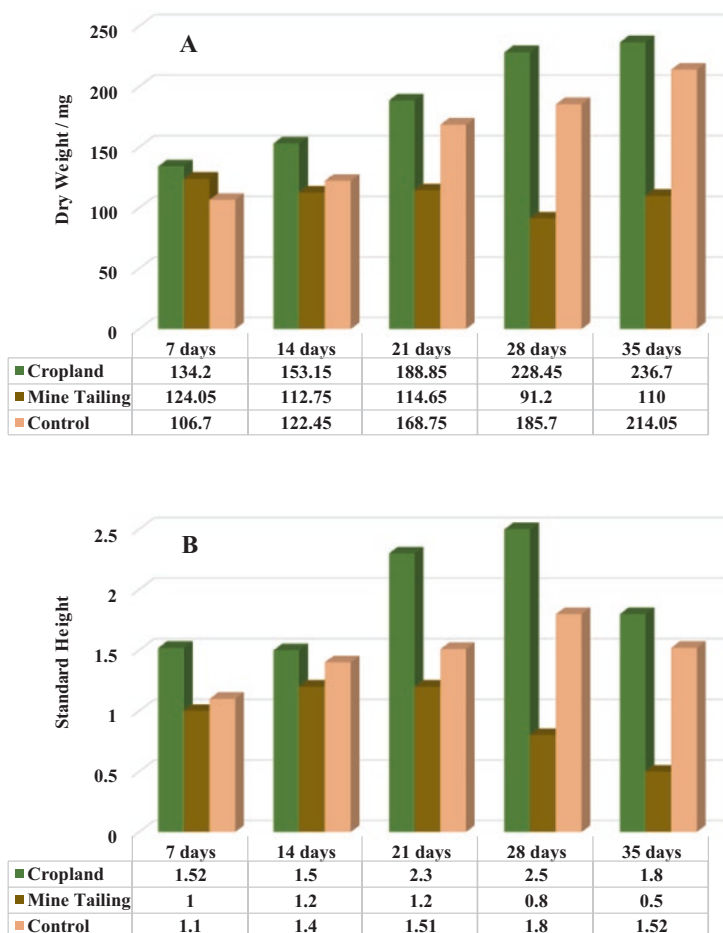 A
250
200
150
100
50
0
Dry Weight / mg
7 days 14 days 21 days 28 days 35 days
Cropland 134.2 153.15 188.85 228.45 236.7
Mine Tailing 124.05 112.75 114.65 91.2 110
Control 106.7 122.45 168.75 185.7 214.05
B
2.5
2
1.5
1
0.5
0
Standard Height
7 days 14 days 21 days 28 days 35 days
Cropland 1.52 1.5 2.3 2.5 1.8
Mine Tailing 1 1.2 1.2 0.8 0.5
Control 1.1 1.4 1.51 1.8 1.52